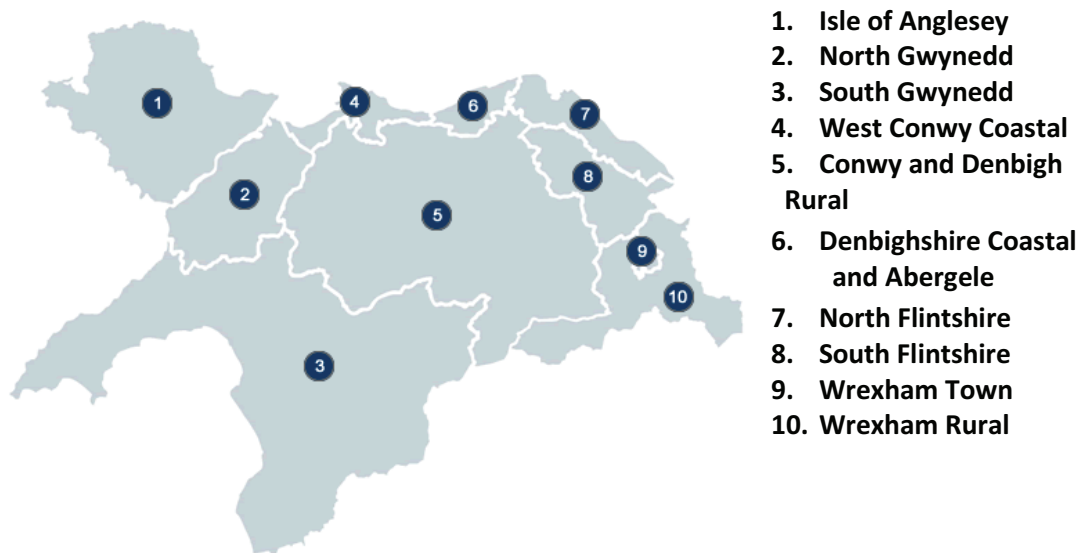 1. Isle of Anglesey
2. North Gwynedd
3. South Gwynedd
4. West Conwy Coastal
5. Conwy and Denbigh
Rural
6. Denbighshire Coastal
and Abergele
7. North Flintshire
8. South Flintshire
9. Wrexham Town
10. Wrexham Rural
1
4
6
7
8
2
5
9
10
3